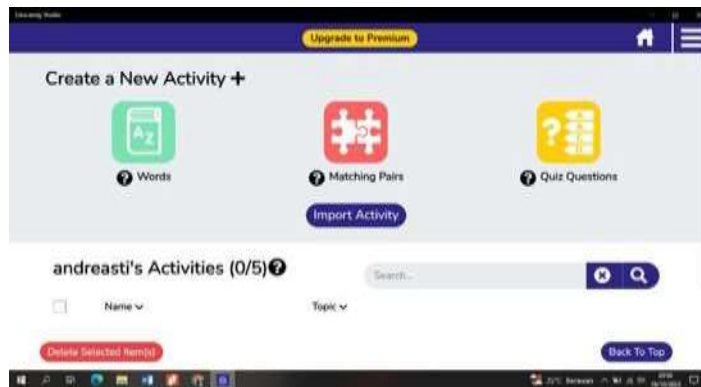 Upgrade to Premium
Create a New Activity +
AZ
Words
Matching Pairs
Quiz Questions
Import Activity
andreasti's Activities (0/5)
Search...
Name
Topic
Delete Selected Item(s)
Back To Top